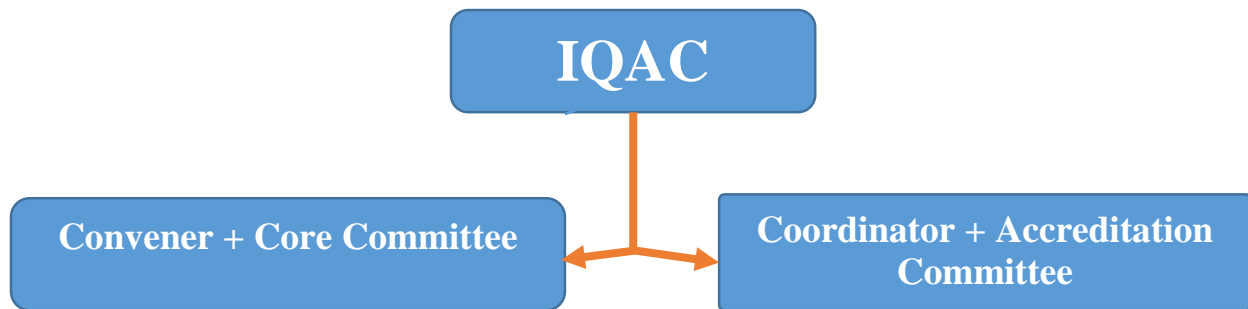 IQAC
Convener + Core Committee
Coordinator + Accreditation
Committee